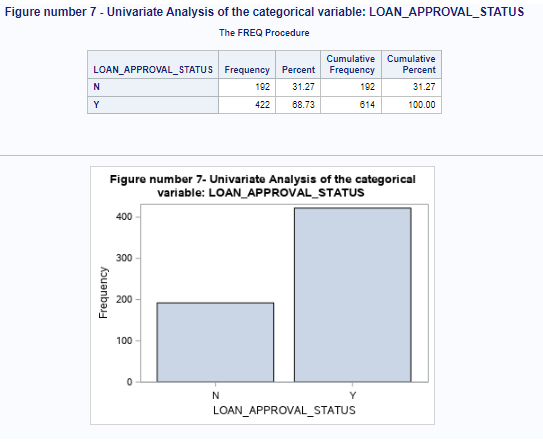 Figure number 7 - Univariate Analysis of the categorical variable: LOAN_APPROVAL_STATUS
The FREQ Procedure
LOAN_APPROVAL_STATUS Frequency Percent Cumulative Frequency Cumulative Percent
N 192 31.27 192 31.27
Y 422 68.73 614 100.00
Figure number 7- Univariate Analysis of the categorical
variable: LOAN_APPROVAL_STATUS
Frequency
400
300
200
100
0
N Y
LOAN_APPROVAL_STATUS